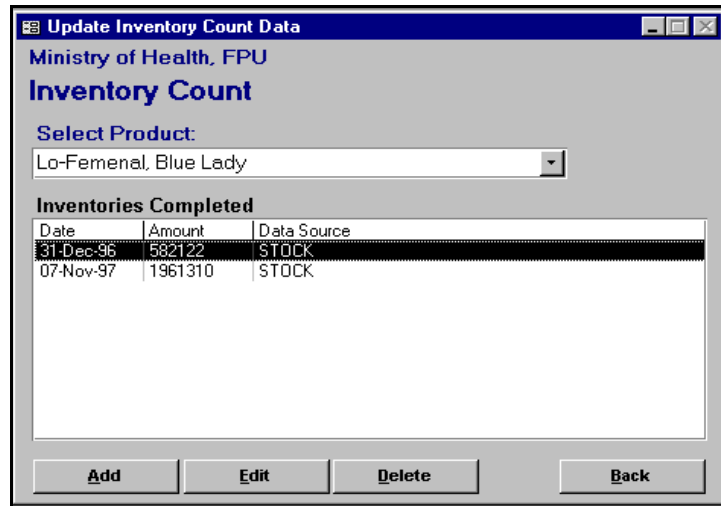 Update Inventory Count Data
Ministry of Health, FPU
Inventory Count
Select Product:
Lo-Femenal, Blue Lady
Inventories Completed
Date Amount Data Source
31-Dec-96 582122 STOCK
07-Nov-97 1961310 STOCK
Add Edit Delete Back